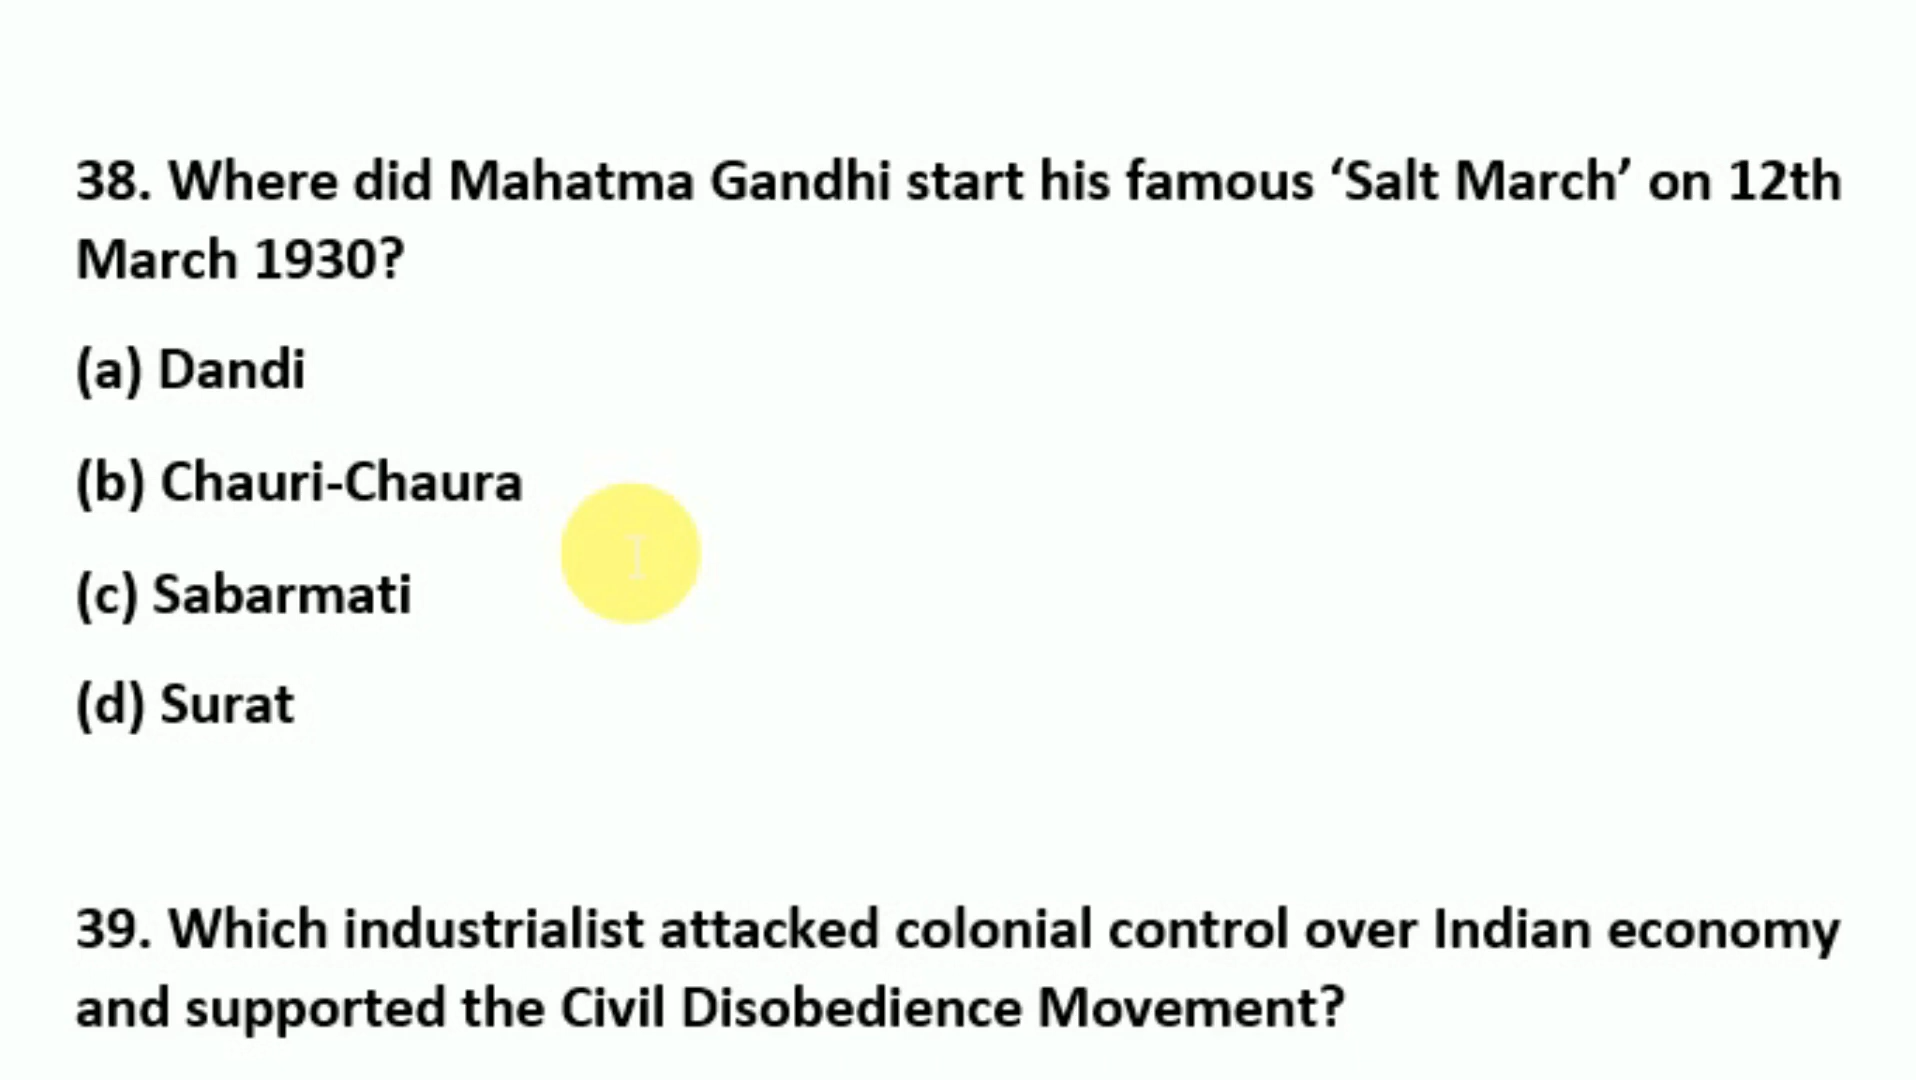 38. Where did Mahatma Gandhi start his famous ‘Salt March’ on 12th
March 1930?
(a) Dandi
(b) Chauri-Chaura
(c) Sabarmati
(d) Surat
39. Which industrialist attacked colonial control over Indian economy
and supported the Civil Disobedience Movement?